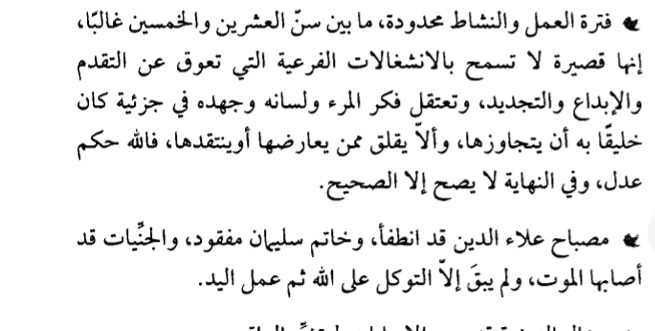 فترة العمل والنشاط محدودة، ما بين سنّ العشرين والخمسين غالبًا،
إنها قصيرة لا تسمح بالانشغالات الفرعية التي تعوق عن التقدم
والإبداع والتجديد، وتعتقل فكر المرء ولسانه وجهده في جزئية كان
خليقًا به أن يتجاوزها، وألاّ يقلق ممن يعارضها أوينتقدها، فالله حكم
عدل، وفي النهاية لا يصح إلا الصحيح.
مصباح علاء الدين قد انطفأ، وخاتم سليمان مفقود، والجنِّيات قد
أصابها الموت، ولم يبقَ إلاّ التوكل على الله ثم عمل اليد.